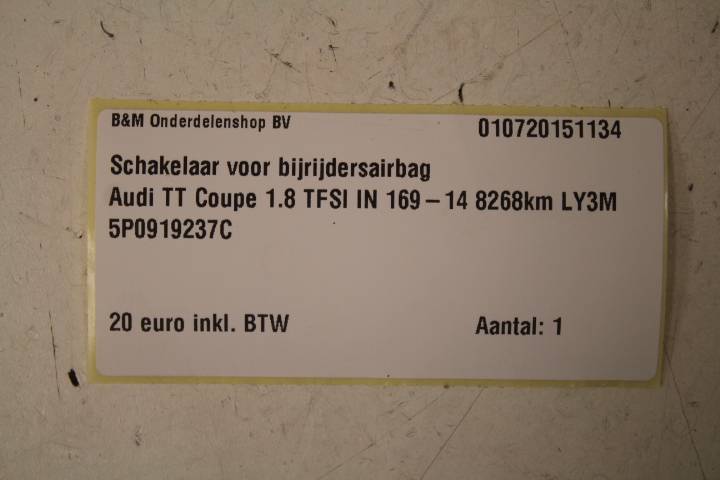 B&M Onderdelenshop BV
010720151134
Schakelaar voor bijrijdersairbag
Audi TT Coupe 1.8 TFSI IN 169 – 14 8268km LY3M
5P0919237C
20 euro inkl. BTW
Aantal: 1